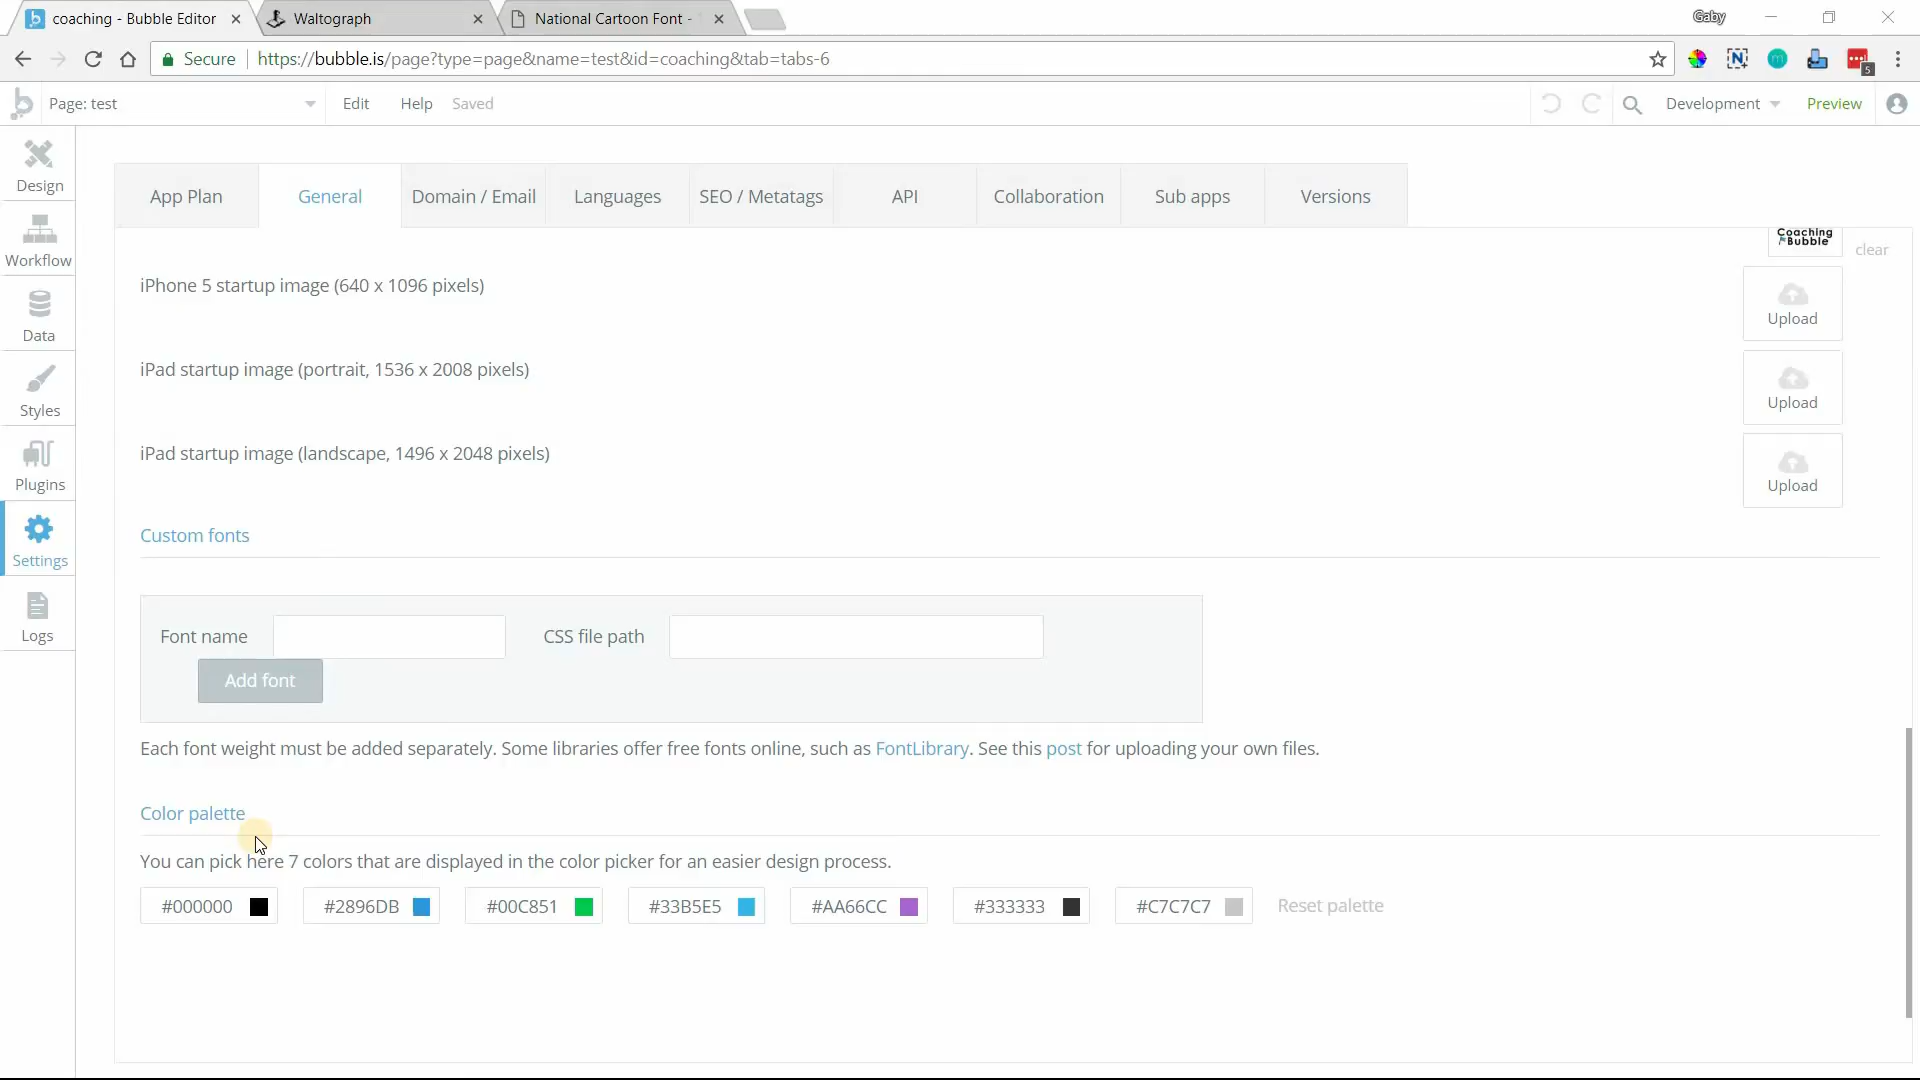 coaching - Bubble Editor
Waltograph
National Cartoon Font -
Gaby
Secure
https://bubble.is/page?type=page&name=test&id=coaching&tab=tabs-6
5
Page: test
Edit
Help
Saved
Development
Preview
Design
Workflow
Data
Styles
Plugins
Settings
Logs
App Plan
General
Domain / Email
Languages
SEO / Metatags
API
Collaboration
Sub apps
Versions
Coaching
Bubble
clear
iPhone 5 startup image (640 x 1096 pixels)
Upload
iPad startup image (portrait, 1536 x 2008 pixels)
Upload
iPad startup image (landscape, 1496 x 2048 pixels)
Upload
Custom fonts
Font name
CSS file path
Add font
Each font weight must be added separately. Some libraries offer free fonts online, such as FontLibrary. See this post for uploading your own files.
Color palette
You can pick here 7 colors that are displayed in the color picker for an easier design process.
#000000
#2896DB
#00C851
#33B5E5
#AA66CC
#333333
#C7C7C7
Reset palette